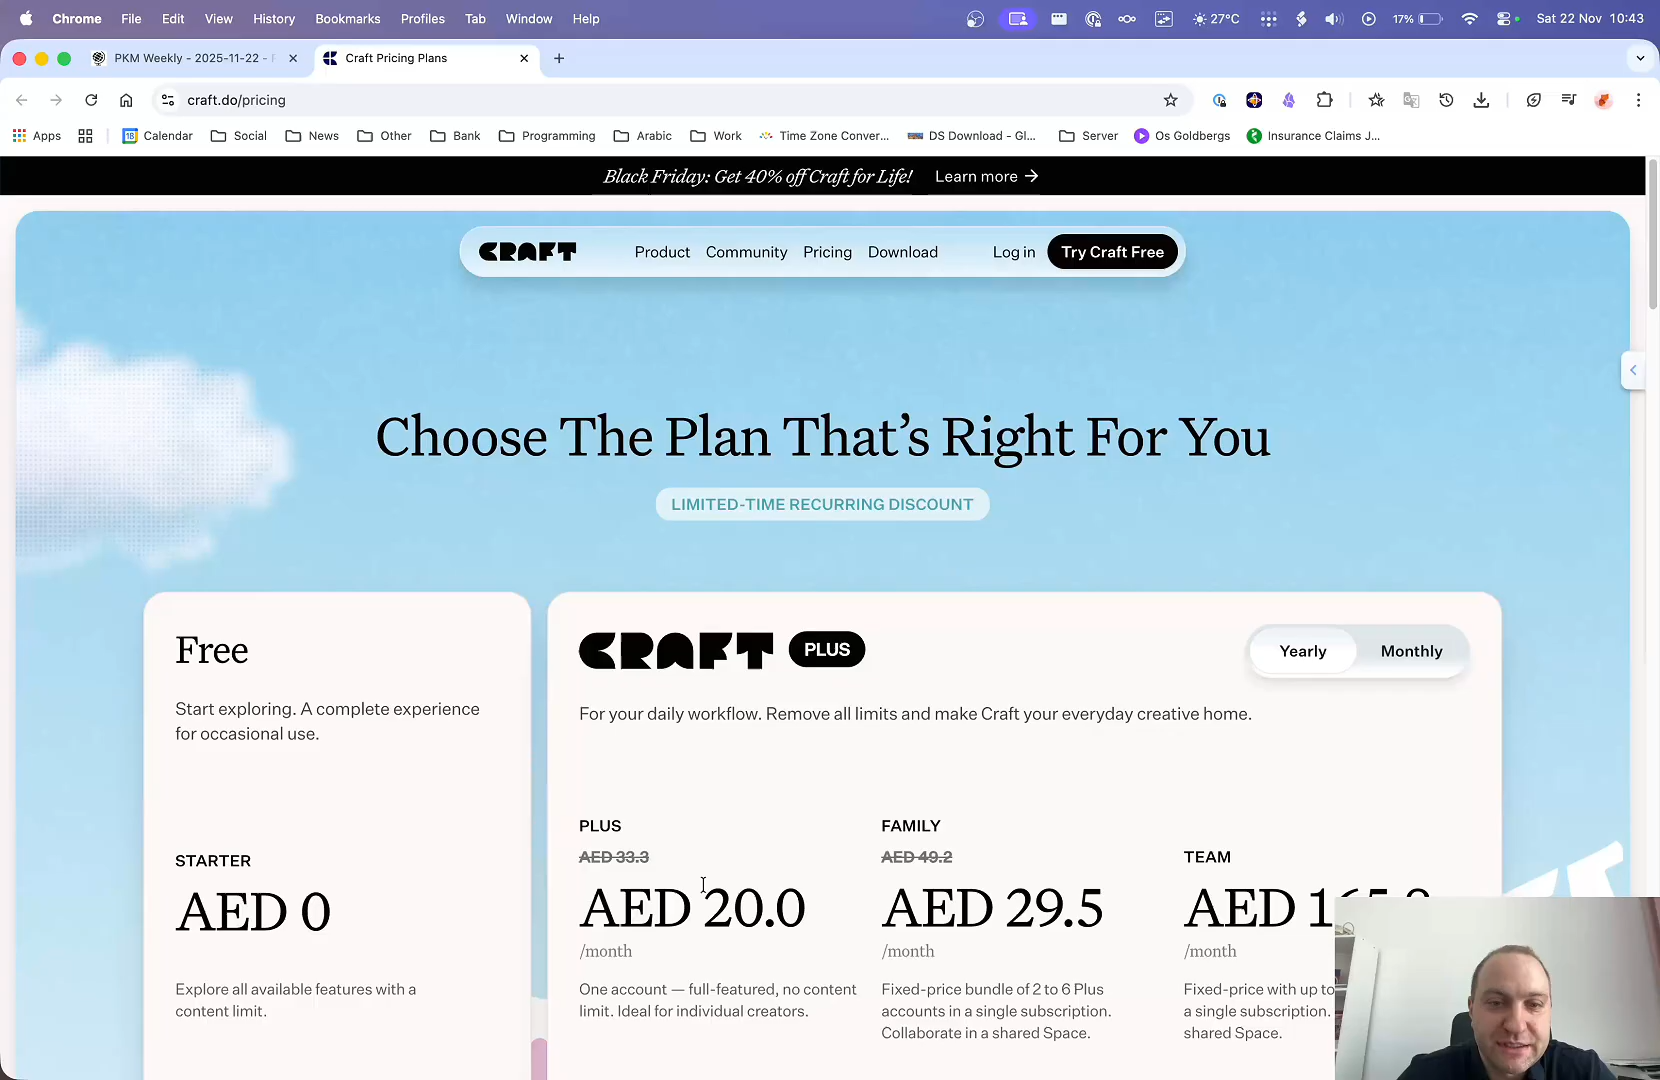 Chrome File Edit View History Bookmarks Profiles Tab Window Help 27°C 17% Sat 22 Nov 10:43
PKM Weekly - 2025-11-22 - Craft Pricing Plans
craft.do/pricing
Apps Calendar Social News Other Bank Programming Arabic Work Time Zone Conver... DS Download - Gl... Server Os Goldbergs Insurance Claims J...
Black Friday: Get 40% off Craft for Life! Learn more →
CRAFT Product Community Pricing Download Log in Try Craft Free
Choose The Plan That’s Right For You
LIMITED-TIME RECURRING DISCOUNT
Free
Start exploring. A complete experience
for occasional use.
STARTER
AED 0
Explore all available features with a
content limit.
CRAFT PLUS Yearly Monthly
For your daily workflow. Remove all limits and make Craft your everyday creative home.
PLUS
AED 33.3
AED 20.0
/month
One account — full-featured, no content
limit. Ideal for individual creators.
FAMILY
AED 49.2
AED 29.5
/month
Fixed-price bundle of 2 to 6 Plus
accounts in a single subscription.
Collaborate in a shared Space.
TEAM
AED
/month
Fixed-price with up to
a single subscription.
shared Space.